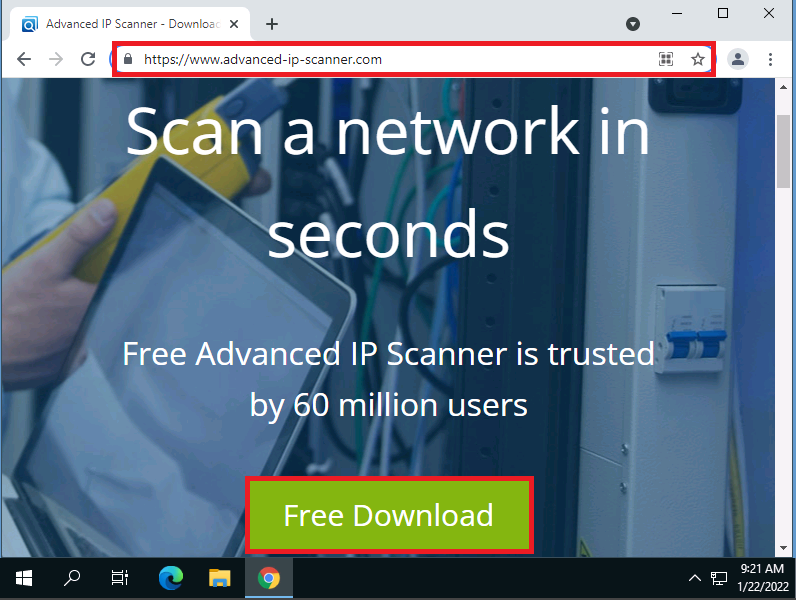 Advanced IP Scanner - Download
https://www.advanced-ip-scanner.com
Scan a network in
seconds
Free Advanced IP Scanner is trusted
by 60 million users
Free Download
9:21 AM
1/22/2022